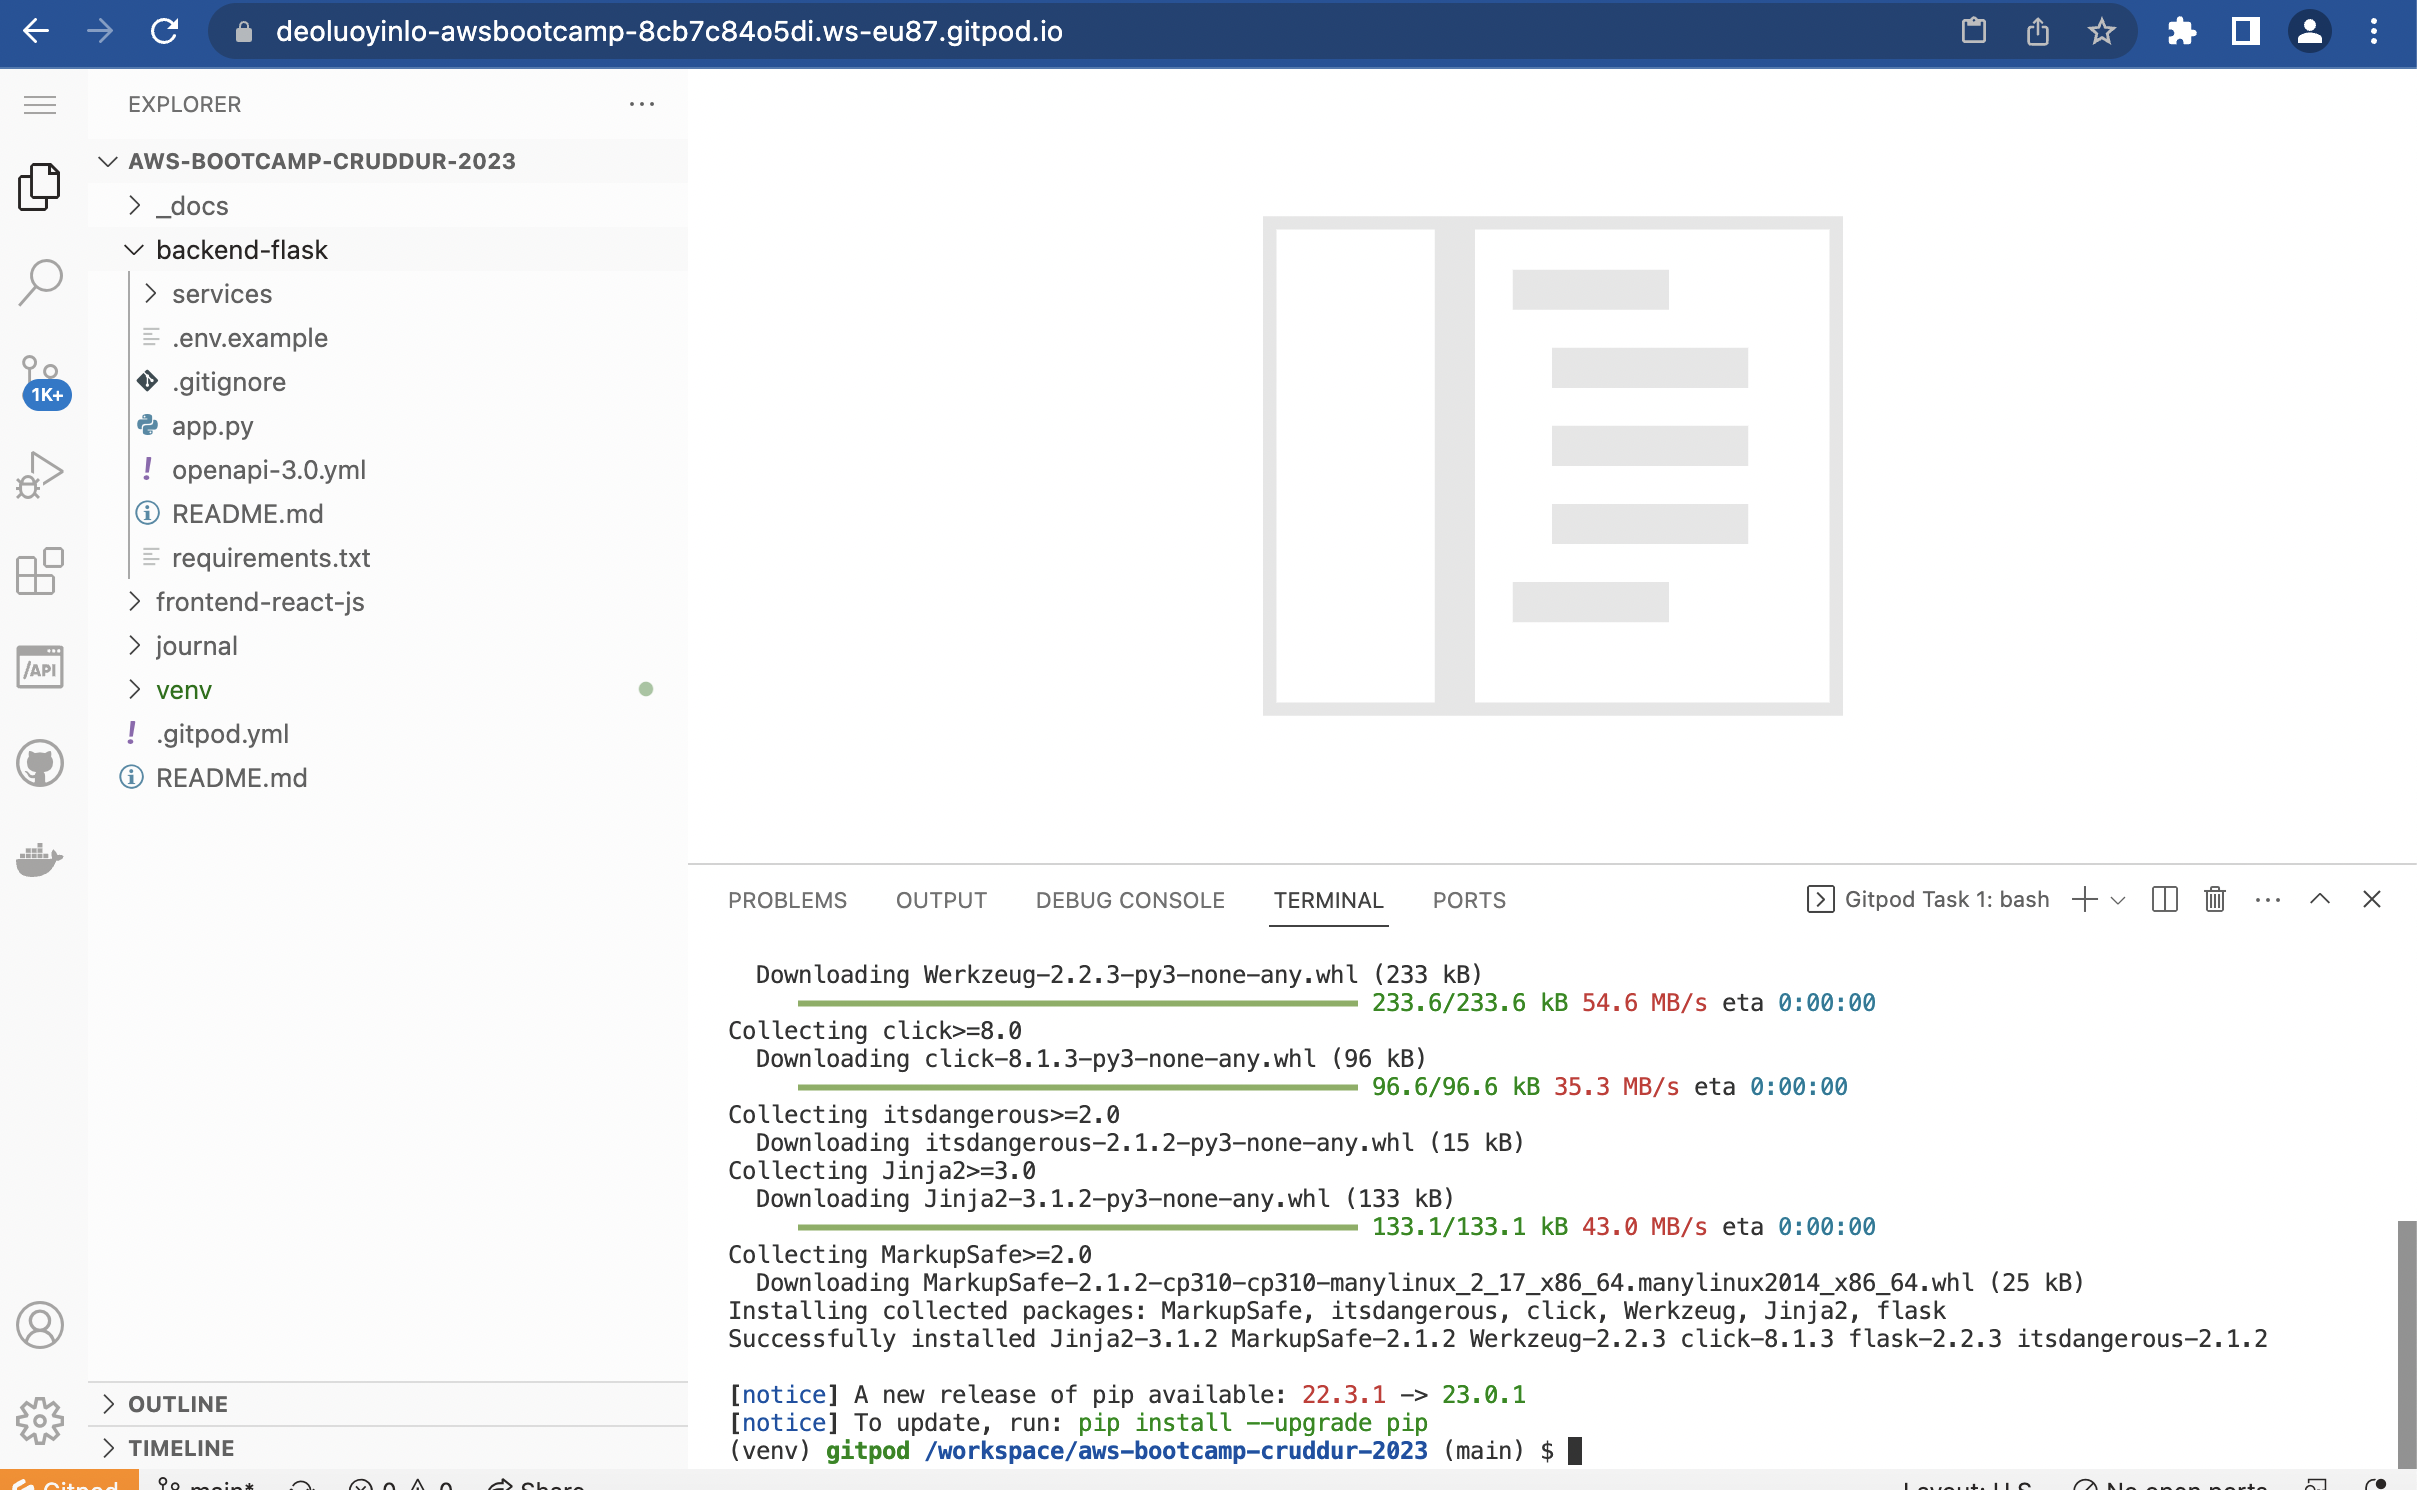 deoluoyinlo-awsbootcamp-8cb7c84o5di.ws-eu87.gitpod.io
EXPLORER
AWS-BOOTCAMP-CRUDDUR-2023
_docs
backend-flask
services
.env.example
.gitignore
app.py
openapi-3.0.yml
README.md
requirements.txt
frontend-react-js
journal
venv
.gitpod.yml
README.md
1K+
/API
OUTLINE
TIMELINE
PROBLEMS OUTPUT DEBUG CONSOLE TERMINAL PORTS Gitpod Task 1: bash
Downloading Werkzeug-2.2.3-py3-none-any.whl (233 kB)
233.6/233.6 kB 54.6 MB/s eta 0:00:00
Collecting click>=8.0
Downloading click-8.1.3-py3-none-any.whl (96 kB)
96.6/96.6 kB 35.3 MB/s eta 0:00:00
Collecting itsdangerous>=2.0
Downloading itsdangerous-2.1.2-py3-none-any.whl (15 kB)
Collecting Jinja2>=3.0
Downloading Jinja2-3.1.2-py3-none-any.whl (133 kB)
133.1/133.1 kB 43.0 MB/s eta 0:00:00
Collecting MarkupSafe>=2.0
Downloading MarkupSafe-2.1.2-cp310-cp310-manylinux_2_17_x86_64.manylinux2014_x86_64.whl (25 kB)
Installing collected packages: MarkupSafe, itsdangerous, click, Werkzeug, Jinja2, flask
Successfully installed Jinja2-3.1.2 MarkupSafe-2.1.2 Werkzeug-2.2.3 click-8.1.3 flask-2.2.3 itsdangerous-2.1.2
[notice] A new release of pip available: 22.3.1 -> 23.0.1
[notice] To update, run: pip install --upgrade pip
(venv) gitpod /workspace/aws-bootcamp-cruddur-2023 (main) $
Gitpod main* 0 0 Share Layout: U.S. No open ports